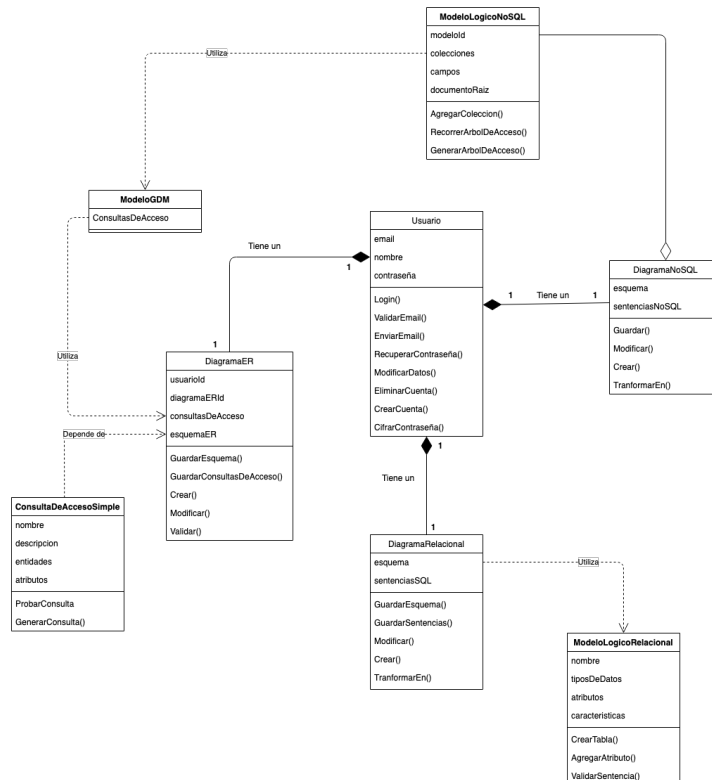 ModeloLogicoNoSQL
modeloId
colecciones
campos
documentoRaiz
AgregarColeccion()
RecorrerArbolDeAcceso()
GenerarArbolDeAcceso()
Utiliza
ModeloGDM
ConsultasDeAcceso
Usuario
email
nombre
contraseña
Login()
ValidarEmail()
EnviarEmail()
RecuperarContraseña()
ModificarDatos()
EliminarCuenta()
CrearCuenta()
CifrarContraseña()
Tiene un
1
1
1
Tiene un
1
DiagramaNoSQL
esquema
sentenciasNoSQL
Guardar()
Modificar()
Crear()
TranformarEn()
Utiliza
DiagramaER
usuarioId
diagramaERId
consultasDeAcceso
esquemaER
GuardarEsquema()
GuardarConsultasDeAcceso()
Crear()
Modificar()
Validar()
Depende de
ConsultaDeAccesoSimple
nombre
descripcion
entidades
atributos
ProbarConsulta
GenerarConsulta()
1
Tiene un
1
DiagramaRelacional
esquema
sentenciasSQL
GuardarEsquema()
GuardarSentencias()
Modificar()
Crear()
TranformarEn()
Utiliza
ModeloLogicoRelacional
nombre
tiposDeDatos
atributos
caracteristicas
CrearTabla()
AgregarAtributo()
ValidarSentencia()